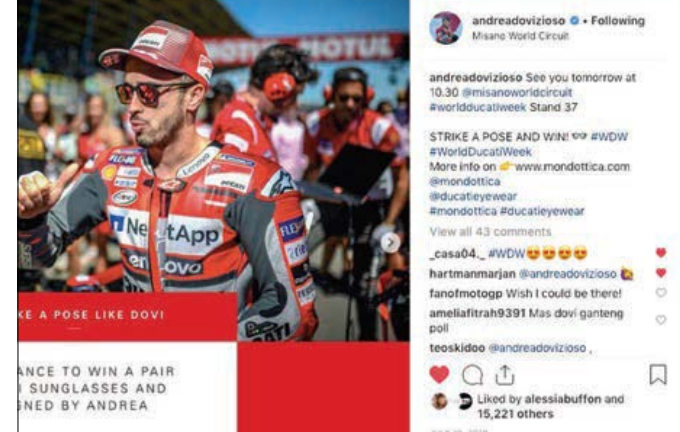 MOTUL
DUCATI
NetApp
Lenovo
Lenovo
KE A POSE LIKE DOVI
ANCE TO WIN A PAIR
I SUNGLASSES AND
GNED BY ANDREA
andreadovizioso • Following
Misano World Circuit
andreadovizioso See you tomorrow at
10.30 @misanoworldcircuit
#worldducatiweek Stand 37
STRIKE A POSE AND WIN! 🕶 #WDW
#WorldDucatiWeek
More info on 👉www.mondottica.com
@mondottica
@ducatieyewear
#mondottica #ducatieyewear
View all 43 comments
_casa04._ #WDW😍😍😍😍
hartmanmarjan @andreadovizioso 🙋
fanofmotogp Wish I could be there!
ameliafitrah9391 Mas dovi ganteng
poll
teoskidoo @andreadovizioso ,
Liked by alessiabuffon and
15,221 others